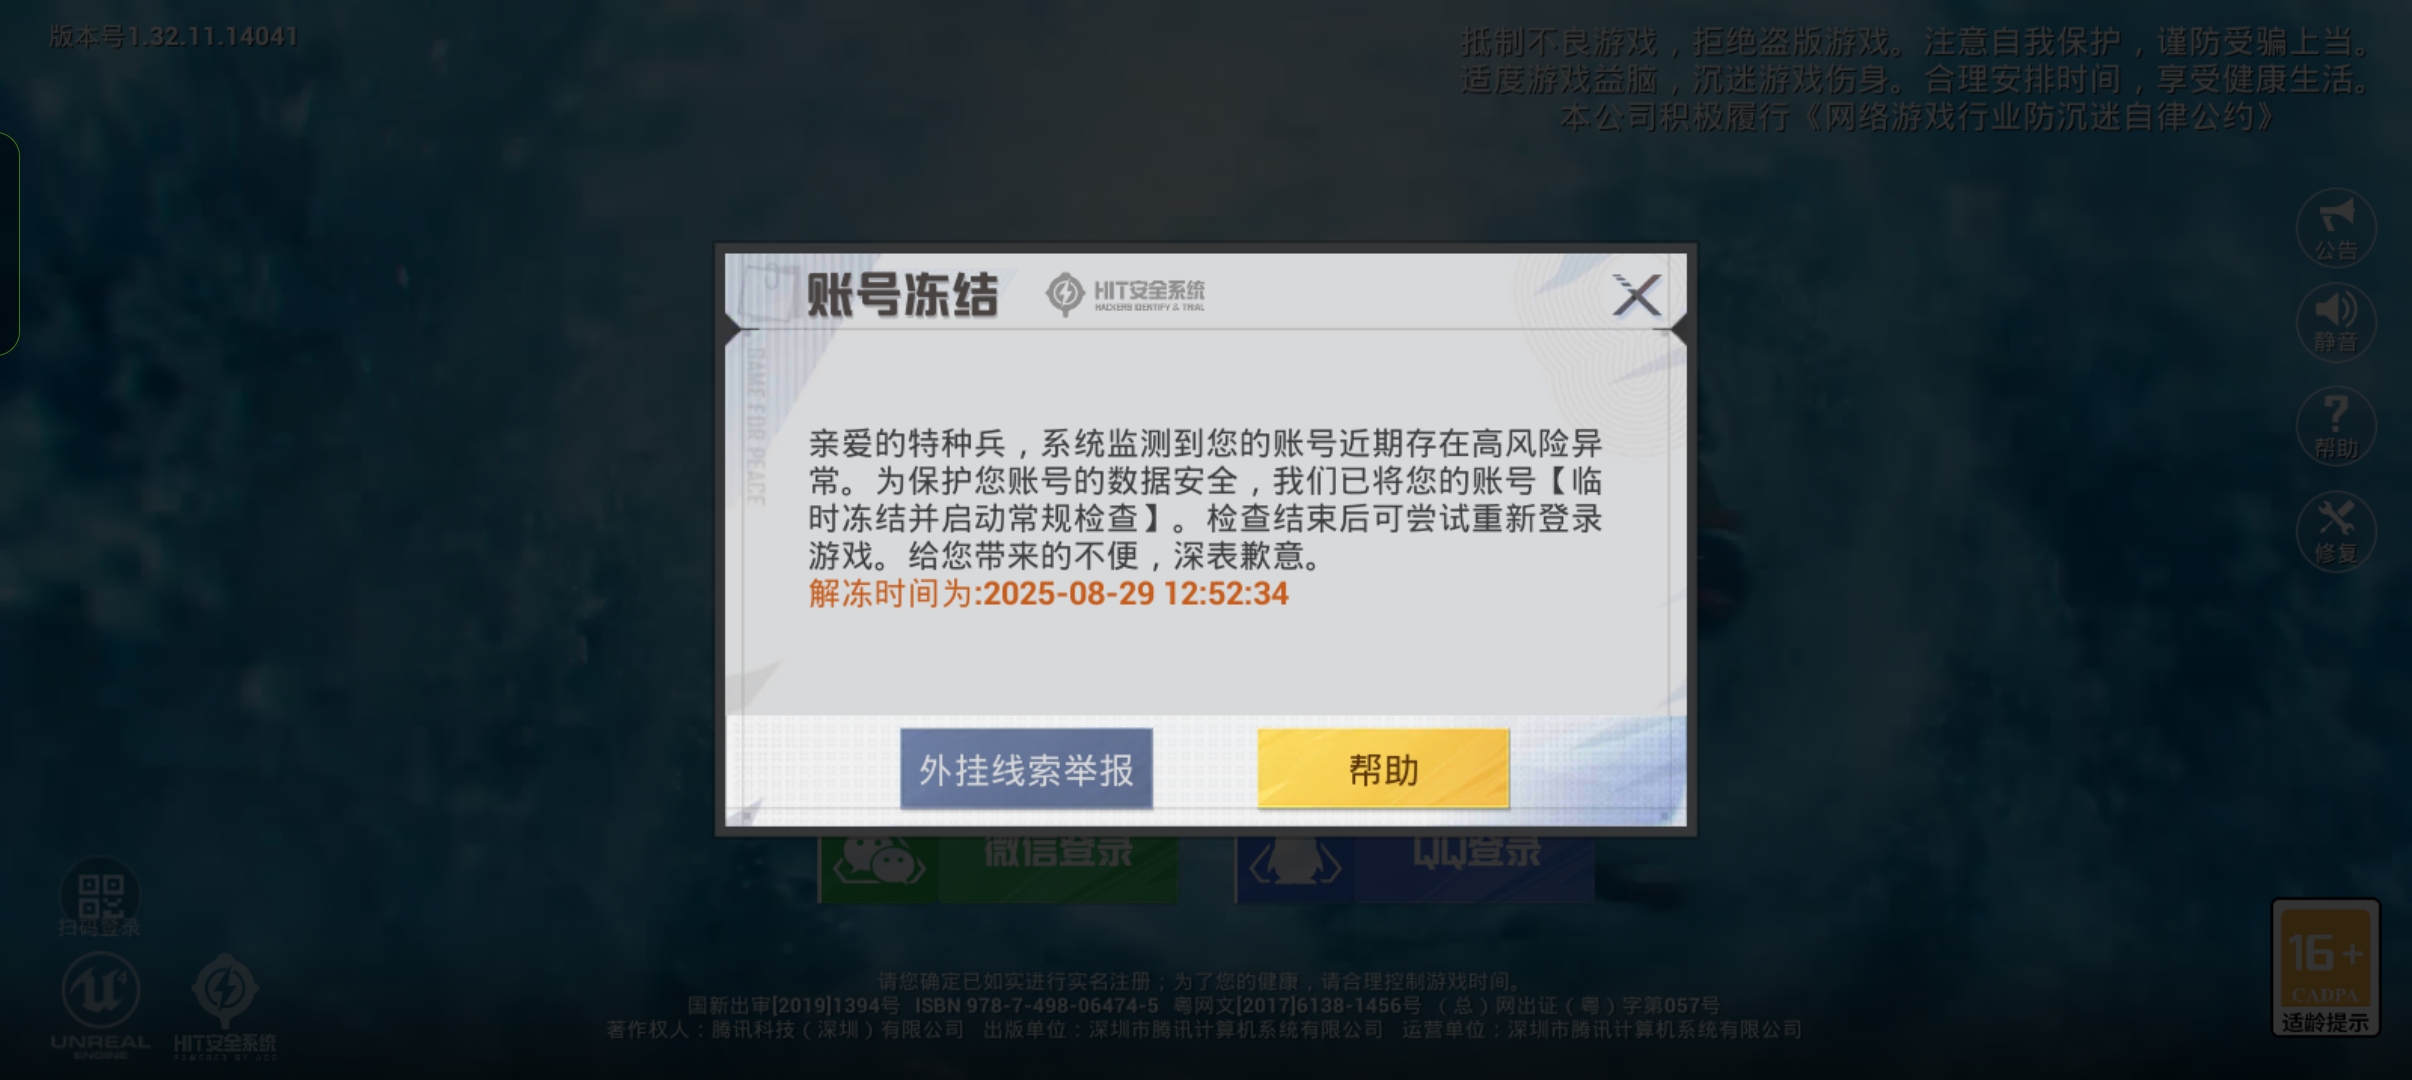 版本号1.32.11.14041
抵制不良游戏，拒绝盗版游戏。注意自我保护，谨防受骗上当。
适度游戏益脑，沉迷游戏伤身。合理安排时间，享受健康生活。
本公司积极履行《网络游戏行业防沉迷自律公约》
公告
静音
帮助
修复
账号冻结
HIT安全系统
HACKERS IDENTIFY & TRIAL
GAME FOR PEACE
亲爱的特种兵，系统监测到您的账号近期存在高风险异
常。为保护您账号的数据安全，我们已将您的账号【临
时冻结并启动常规检查】。检查结束后可尝试重新登录
游戏。给您带来的不便，深表歉意。
解冻时间为:2025-08-29 12:52:34
外挂线索举报
帮助
微信登录
QQ登录
扫码登录
UNREAL
ENGINE
HIT安全系统
POWERED BY ACE
请您确定已如实进行实名注册；为了您的健康，请合理控制游戏时间。
国新出审[2019]1394号 ISBN 978-7-498-06474-5 粤网文[2017]6138-1456号 （总）网出证（粤）字第057号
著作权人：腾讯科技（深圳）有限公司 出版单位：深圳市腾讯计算机系统有限公司 运营单位：深圳市腾讯计算机系统有限公司
16+
CADPA
适龄提示